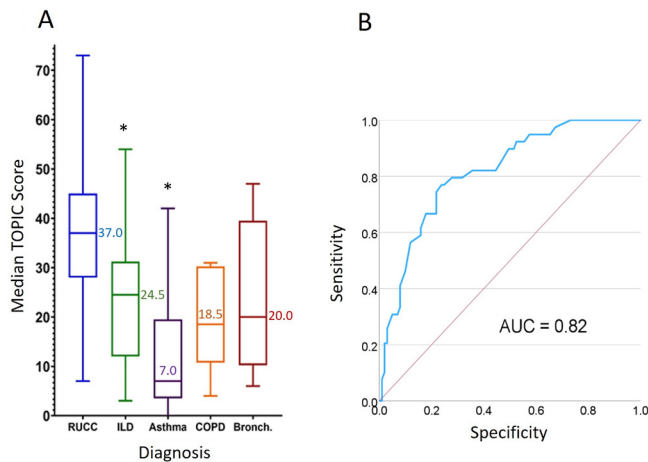 A
Median TOPIC Score
70
60
50
40
30
20
10
0
*
*
37.0
24.5
7.0
18.5
20.0
RUCC ILD Asthma COPD Bronch.
Diagnosis
B
Sensitivity
1.0
0.8
0.6
0.4
0.2
0.0
AUC = 0.82
0.0 0.2 0.4 0.6 0.8 1.0
Specificity